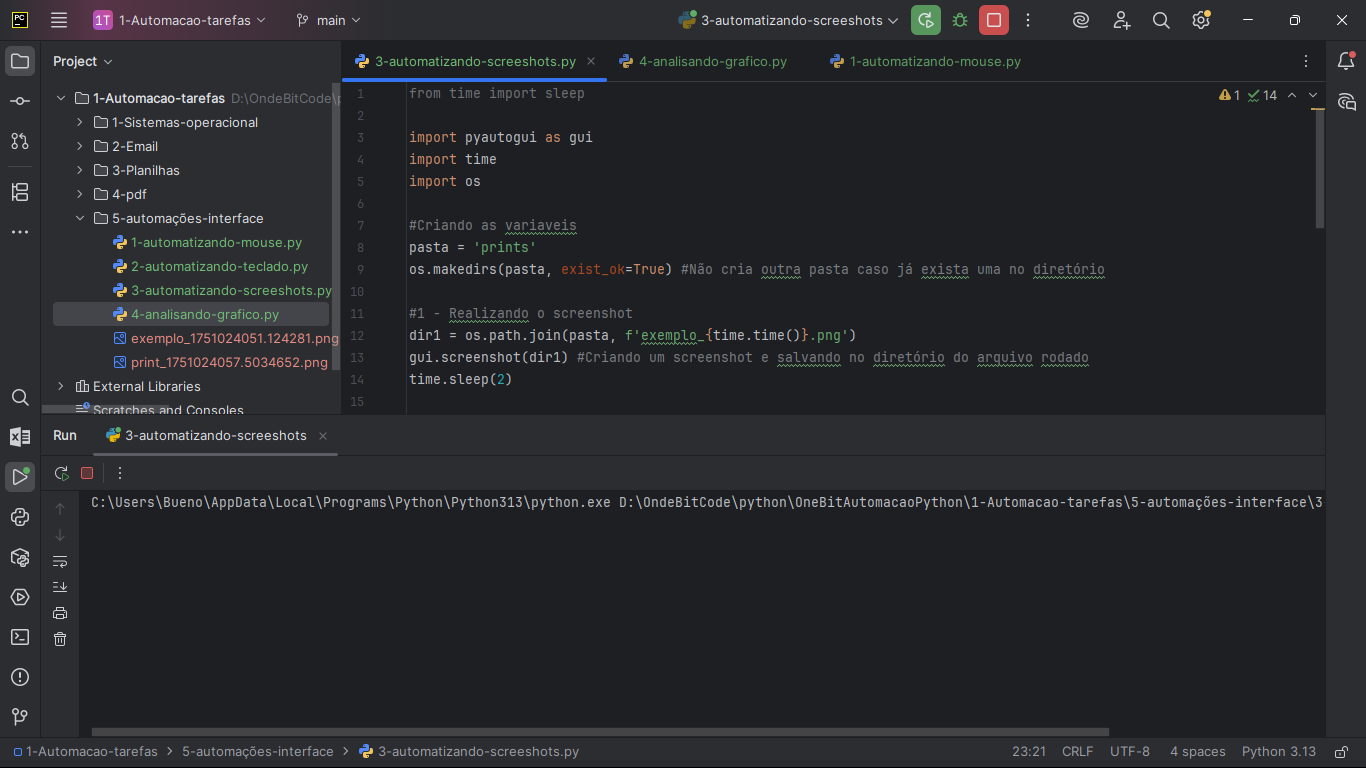 PC
1T 1-Automacao-tarefas main 3-automatizando-screeshots
Project
1-Automacao-tarefas D:\OndeBitCode\
1-Sistemas-operacional
2-Email
3-Planilhas
4-pdf
5-automações-interface
1-automatizando-mouse.py
2-automatizando-teclado.py
3-automatizando-screeshots.py
4-analisando-grafico.py
exemplo_1751024051.124281.png
print_1751024057.5034652.png
External Libraries
Scratches and Consoles
3-automatizando-screeshots.py 4-analisando-grafico.py 1-automatizando-mouse.py
1 14
1 from time import sleep
2
3 import pyautogui as gui
4 import time
5 import os
6
7 #Criando as variaveis
8 pasta = 'prints'
9 os.makedirs(pasta, exist_ok=True) #Não cria outra pasta caso já exista uma no diretório
10
11 #1 - Realizando o screenshot
12 dir1 = os.path.join(pasta, f'exemplo_{time.time()}.png')
13 gui.screenshot(dir1) #Criando um screenshot e salvando no diretório do arquivo rodado
14 time.sleep(2)
15
Run 3-automatizando-screeshots
C:\Users\Bueno\AppData\Local\Programs\Python\Python313\python.exe D:\OndeBitCode\python\OneBitAutomacaoPython\1-Automacao-tarefas\5-automações-interface\3
1-Automacao-tarefas 5-automações-interface 3-automatizando-screeshots.py 23:21 CRLF UTF-8 4 spaces Python 3.13